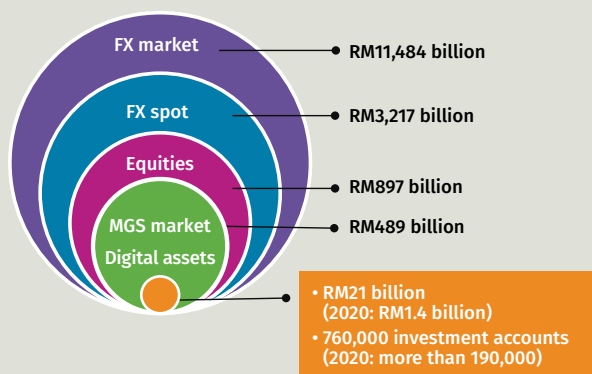 FX market
RM11,484 billion
FX spot
RM3,217 billion
Equities
RM897 billion
MGS market
RM489 billion
Digital assets
• RM21 billion
(2020: RM1.4 billion)
• 760,000 investment accounts
(2020: more than 190,000)